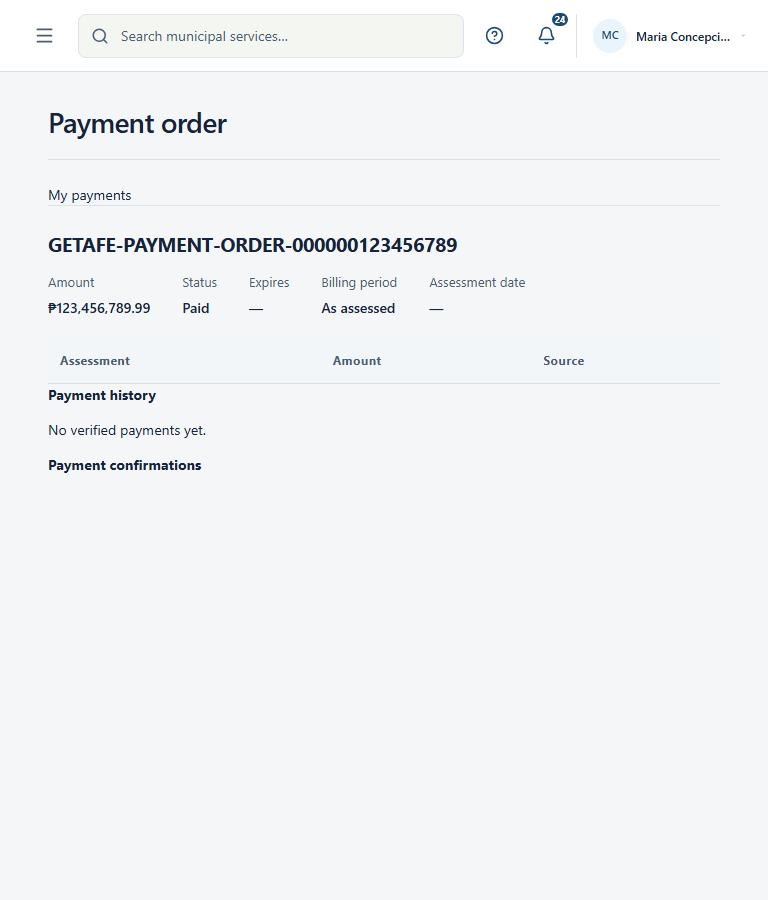 Search municipal services...
24
MC
Maria Concepci...
Payment order
My payments
GETAFE-PAYMENT-ORDER-000000123456789
Amount Status Expires Billing period Assessment date
₱123,456,789.99 Paid — As assessed —
Assessment Amount Source
Payment history
No verified payments yet.
Payment confirmations